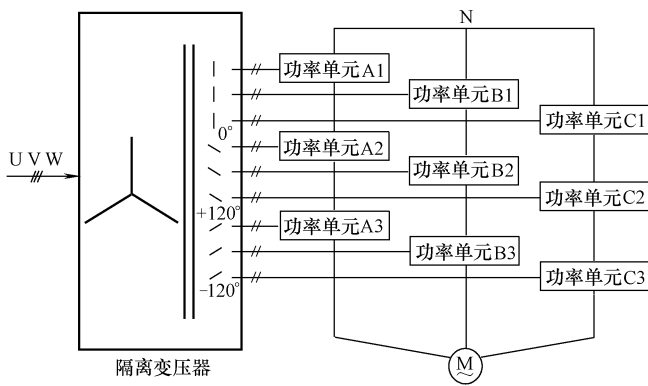 N
功率单元A1
功率单元B1
功率单元C1
0°
功率单元A2
U V W
功率单元B2
功率单元C2
+120°
功率单元A3
功率单元B3
功率单元C3
-120°
隔离变压器
M
~